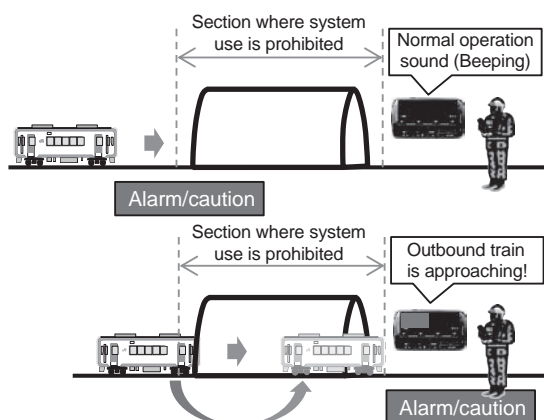 Section where system
use is prohibited
Normal operation
sound (Beeping)
Alarm/caution
Section where system
use is prohibited
Outbound train
is approaching!
Alarm/caution